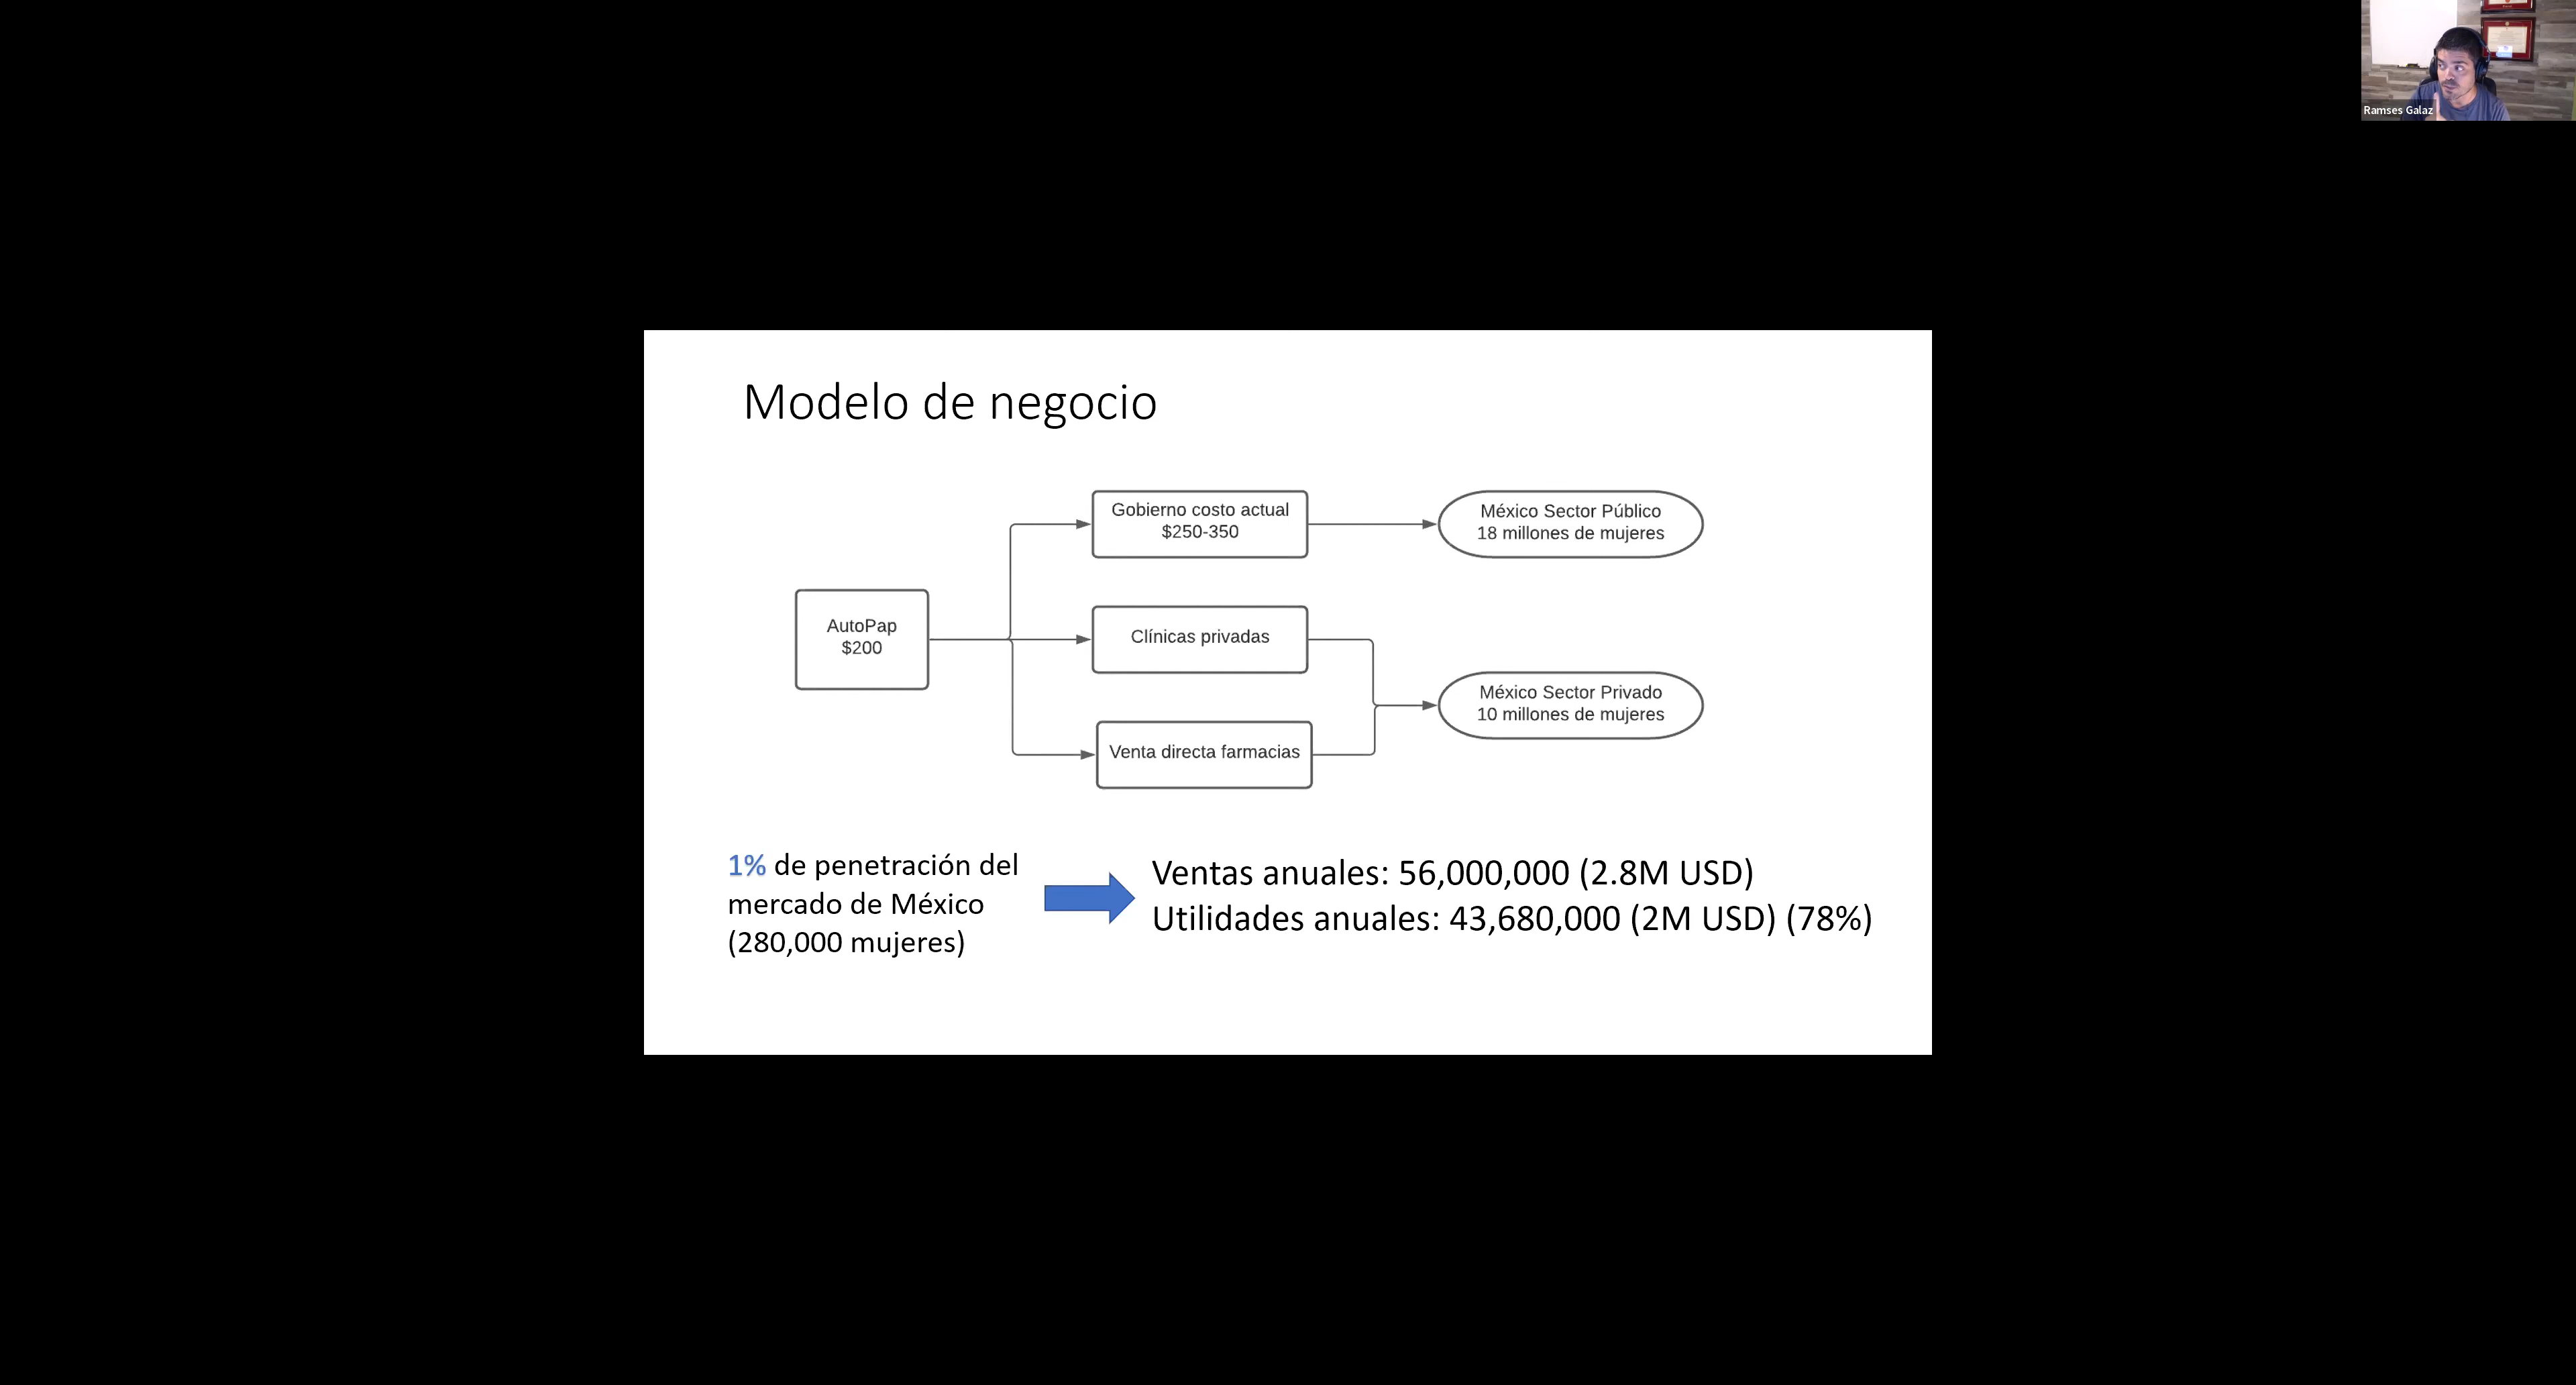 Ramses Galaz
Modelo de negocio
Gobierno costo actual
$250-350
México Sector Público
18 millones de mujeres
AutoPap
$200
Clínicas privadas
México Sector Privado
10 millones de mujeres
Venta directa farmacias
1% de penetración del
mercado de México
(280,000 mujeres)
Ventas anuales: 56,000,000 (2.8M USD)
Utilidades anuales: 43,680,000 (2M USD) (78%)